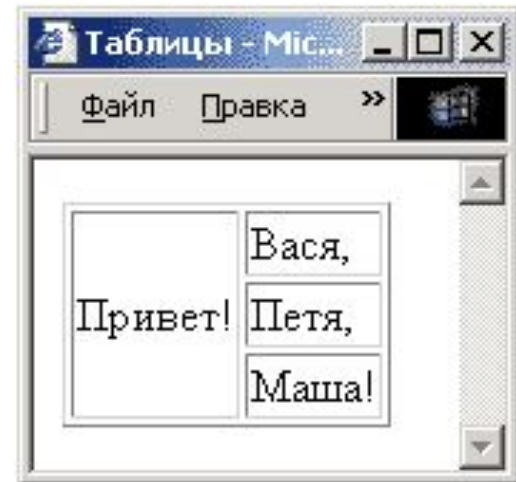 Таблицы - Mic...
Файл Правка »
Вася,
Привет! Петя,
Маша!